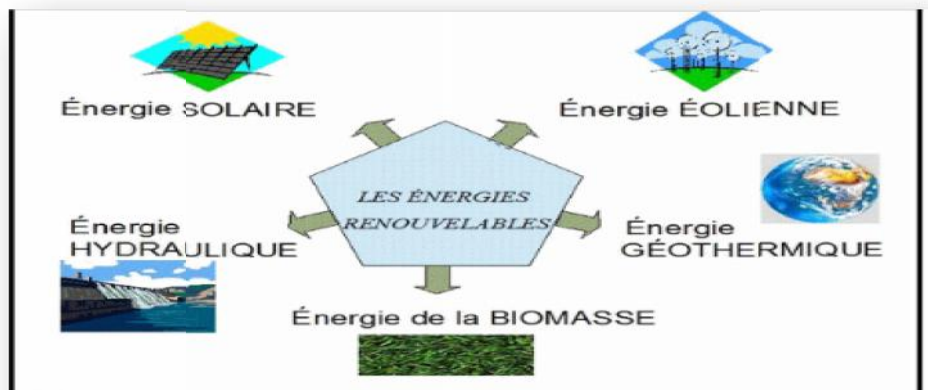 Énergie SOLAIRE
Énergie ÉOLIENNE
LES ÉNERGIES
RENOUVELABLES
Énergie
HYDRAULIQUE
Énergie
GÉOTHERMIQUE
Énergie de la BIOMASSE